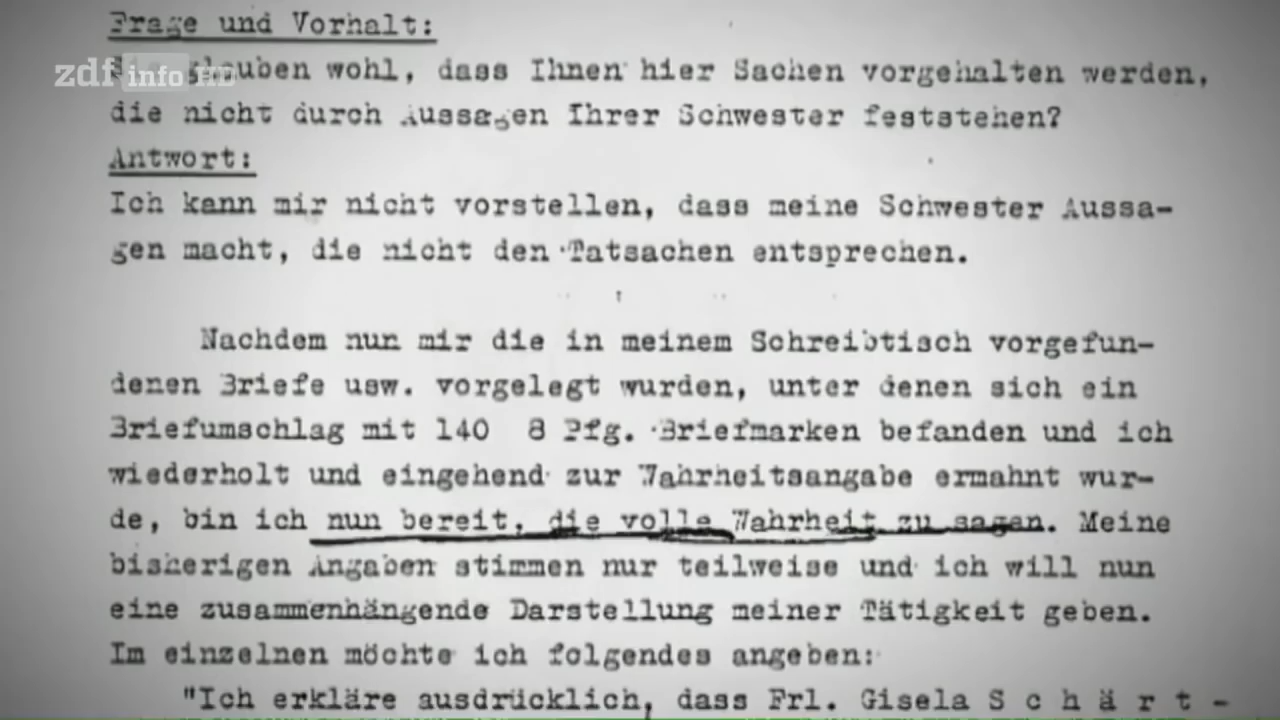 Frage und Vorhalt:
zdf info HD
glauben wohl, dass Ihnen hier Sachen vorgehalten werden,
die nicht durch Aussagen Ihrer Schwester feststehen?
Antwort:
Ich kann mir nicht vorstellen, dass meine Schwester Aussa-
gen macht, die nicht den Tatsachen entsprechen.
Nachdem nun mir die in meinem Schreibtisch vorgefun-
denen Briefe usw. vorgelegt wurden, unter denen sich ein
Briefumschlag mit 140 8 Pfg. Briefmarken befanden und ich
wiederholt und eingehend zur Wahrheitsangabe ermahnt wur-
de, bin ich nun bereit, die volle Wahrheit zu sagen. Meine
bisherigen Angaben stimmen nur teilweise und ich will nun
eine zusammenhängende Darstellung meiner Tätigkeit geben.
Im einzelnen möchte ich folgendes angeben:
"Ich erkläre ausdrücklich, dass Frl. Gisela S c h ä r t -